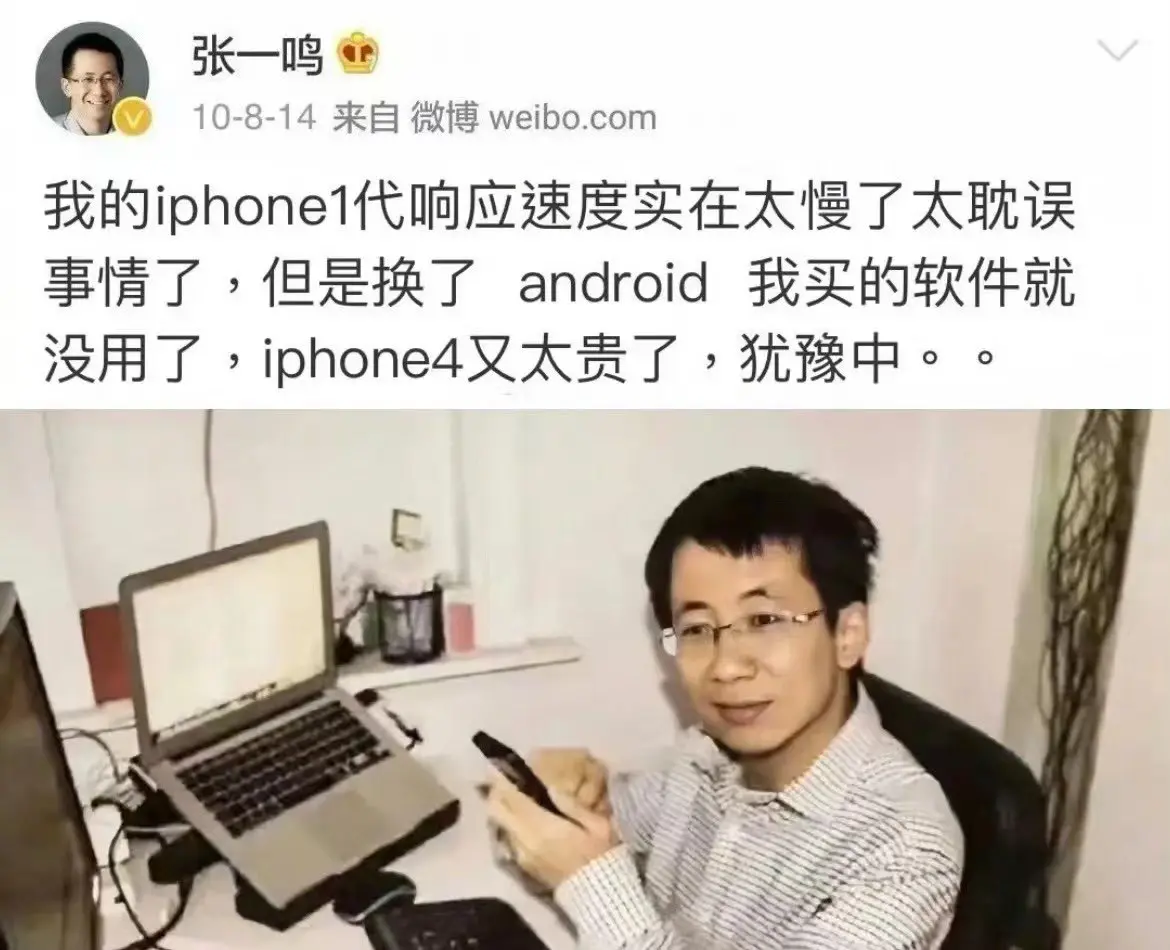 张一鸣
10-8-14 来自 微博 weibo.com
我的iphone1代响应速度实在太慢了太耽误
事情了，但是换了 android 我买的软件就
没用了，iphone4又太贵了，犹豫中。。